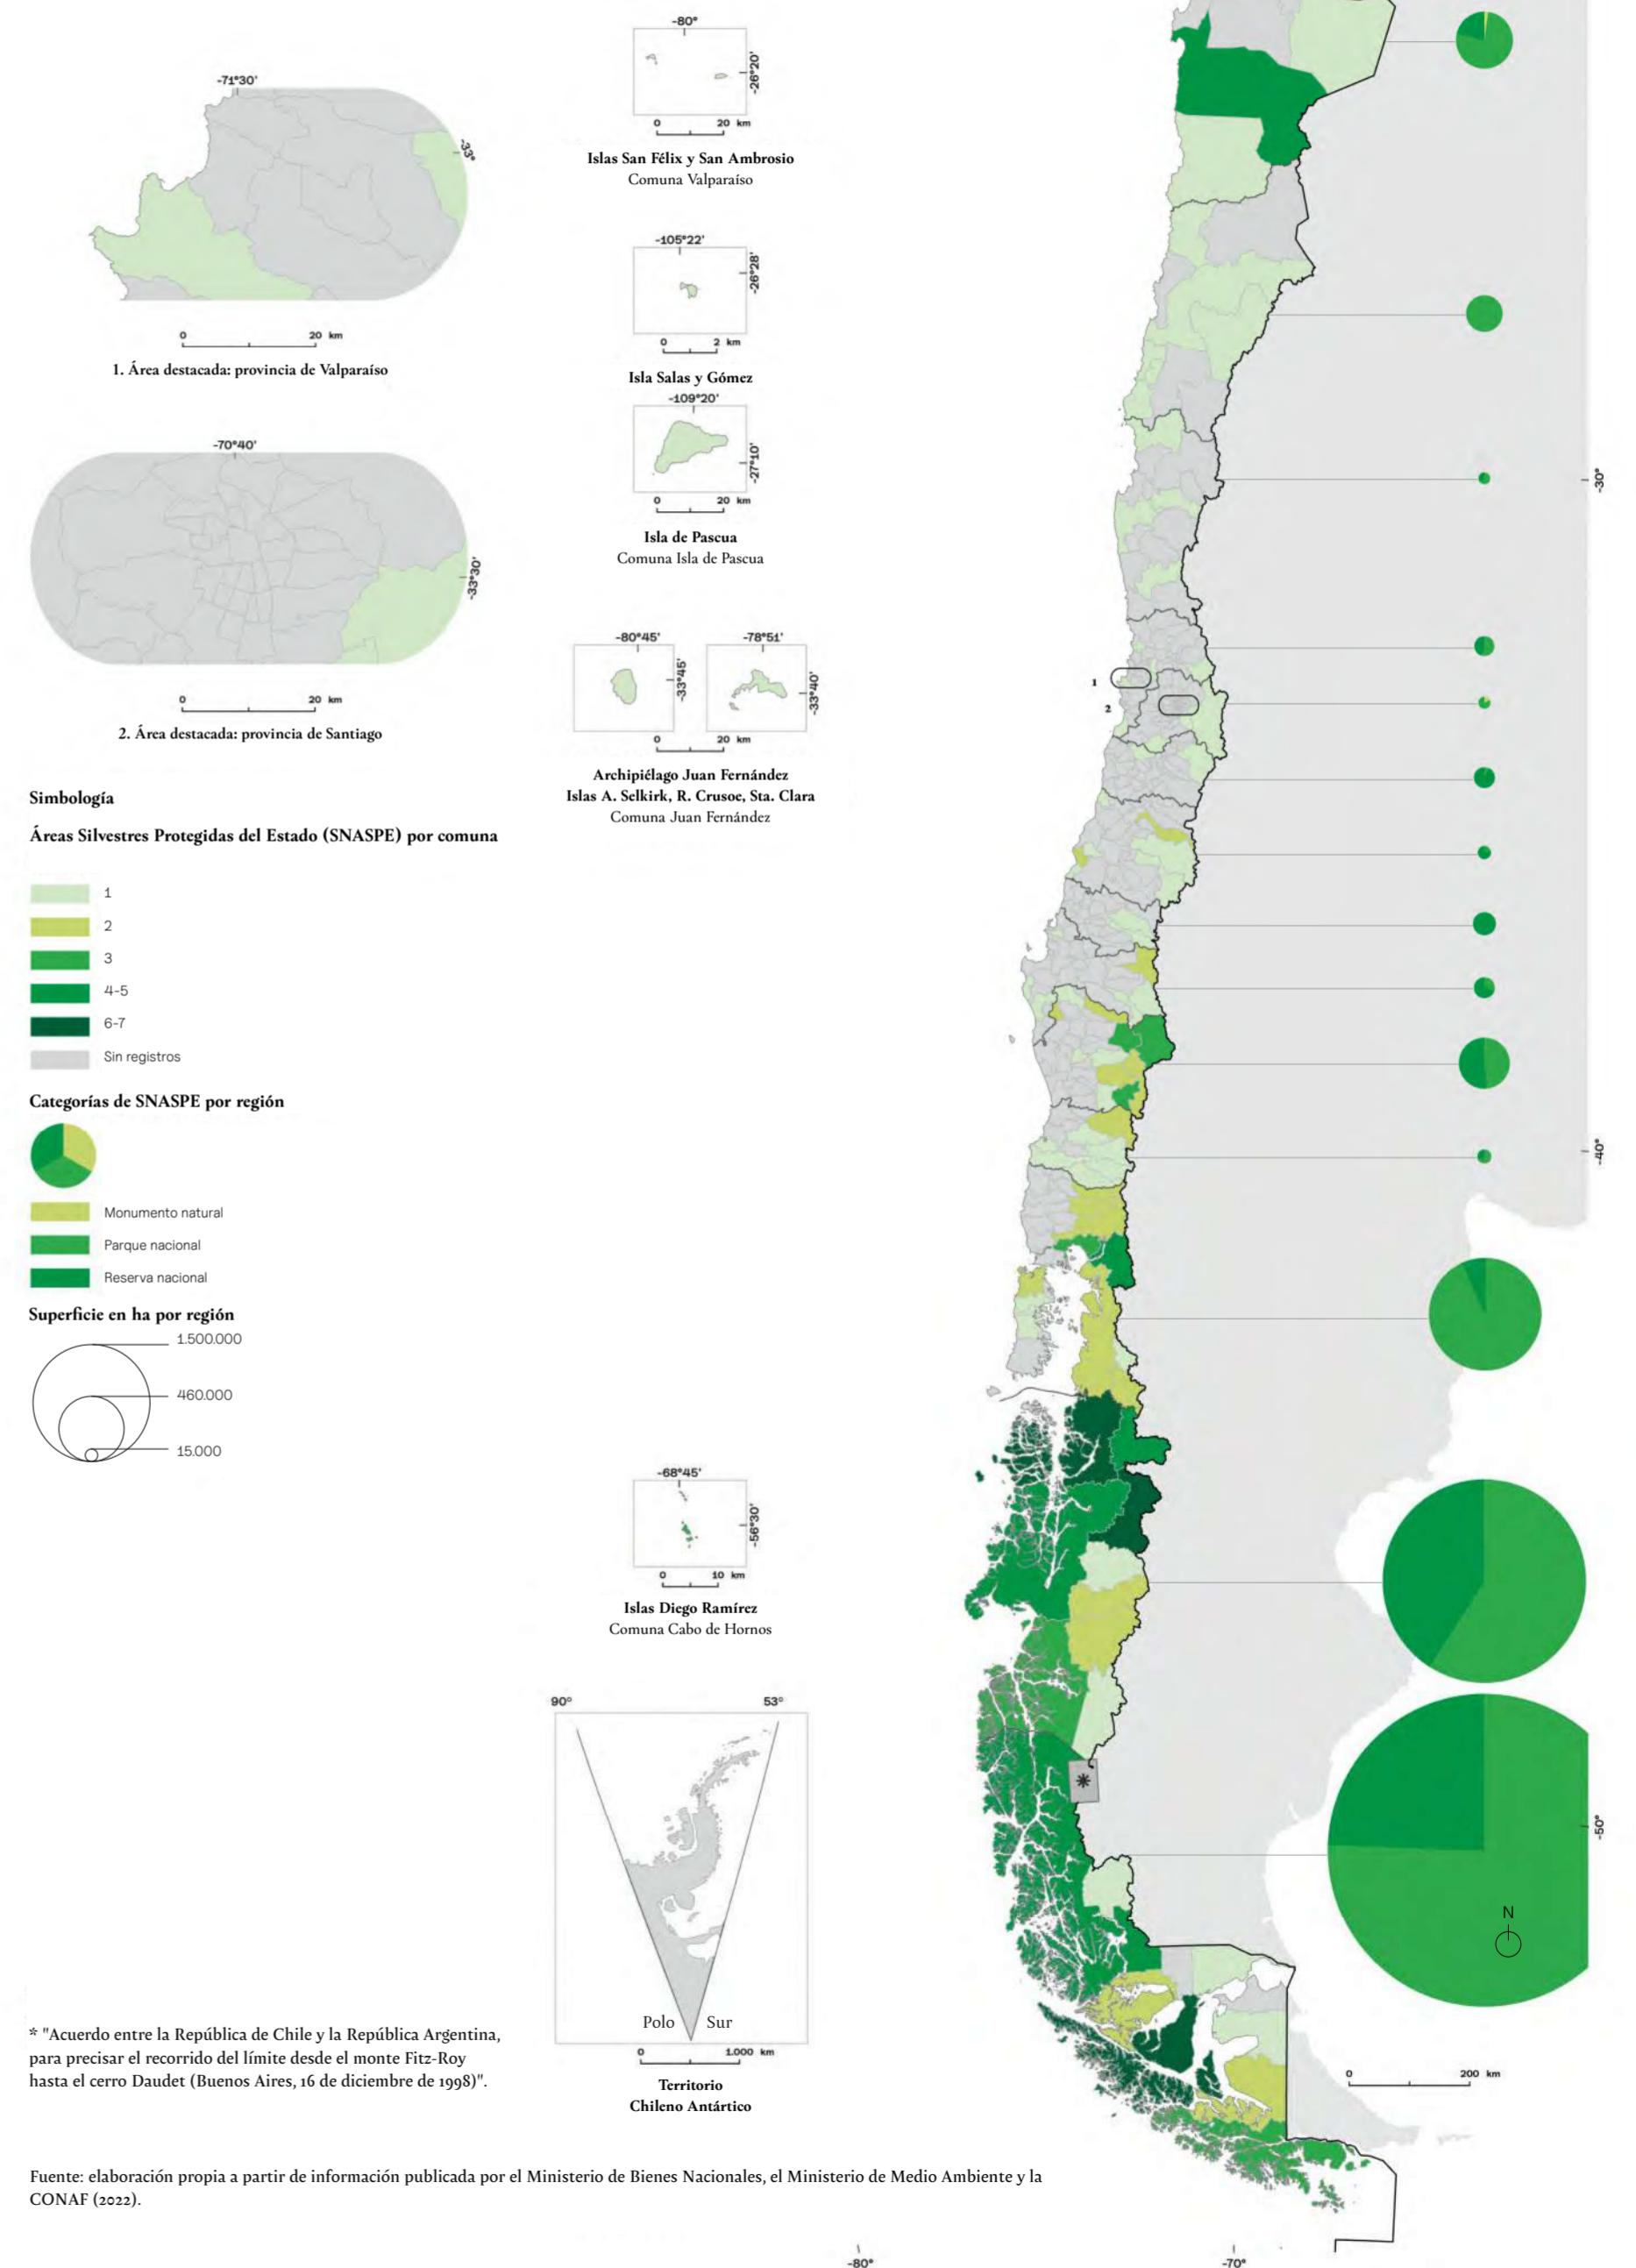 -71°30'
-33°
0 20 km
1. Área destacada: provincia de Valparaíso
-70°40'
-33°30'
0 20 km
2. Área destacada: provincia de Santiago
Simbología
Áreas Silvestres Protegidas del Estado (SNASPE) por comuna
1
2
3
4-5
6-7
Sin registros
Categorías de SNASPE por región
Monumento natural
Parque nacional
Reserva nacional
Superficie en ha por región
1.500.000
460.000
15.000
* "Acuerdo entre la República de Chile y la República Argentina,
para precisar el recorrido del límite desde el monte Fitz-Roy
hasta el cerro Daudet (Buenos Aires, 16 de diciembre de 1998)".
-80°
-26°20'
0 20 km
Islas San Félix y San Ambrosio
Comuna Valparaíso
-105°22'
-26°28'
0 2 km
Isla Salas y Gómez
-109°20'
-27°10'
0 20 km
Isla de Pascua
Comuna Isla de Pascua
-80°45'
-33°45'
-78°51'
-33°40'
0 20 km
Archipiélago Juan Fernández
Islas A. Selkirk, R. Crusoe, Sta. Clara
Comuna Juan Fernández
-68°45'
-56°30'
0 10 km
Islas Diego Ramírez
Comuna Cabo de Hornos
90°
53°
Polo Sur
0 1.000 km
Territorio
Chileno Antártico
1
2
*
-30°
-40°
-50°
N
0 200 km
-80°
-70°
Fuente: elaboración propia a partir de información publicada por el Ministerio de Bienes Nacionales, el Ministerio de Medio Ambiente y la
CONAF (2022).